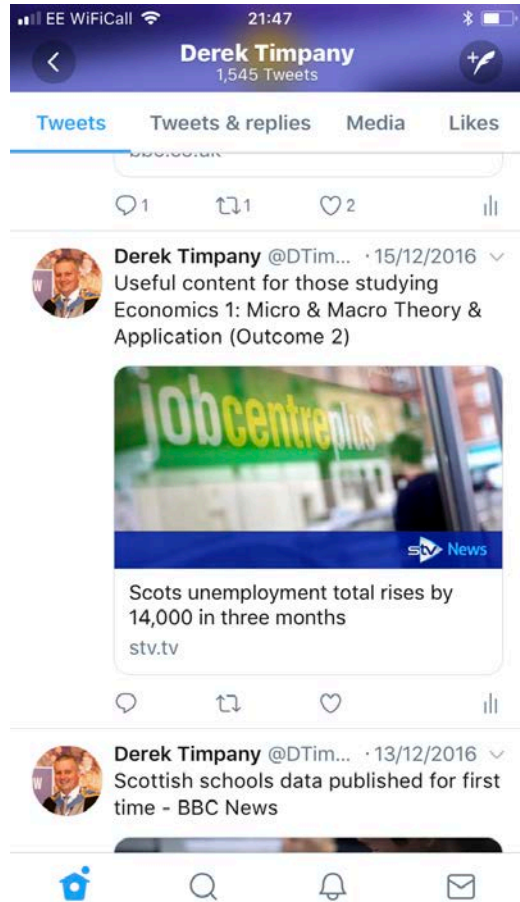 EE WiFiCall 21:47
Derek Timpany
1,545 Tweets
Tweets Tweets & replies Media Likes
bbc.co.uk
1 1 2
Derek Timpany @DTim... · 15/12/2016
Useful content for those studying
Economics 1: Micro & Macro Theory &
Application (Outcome 2)
jobcentreplus
stv News
Scots unemployment total rises by
14,000 in three months
stv.tv
Derek Timpany @DTim... · 13/12/2016
Scottish schools data published for first
time - BBC News